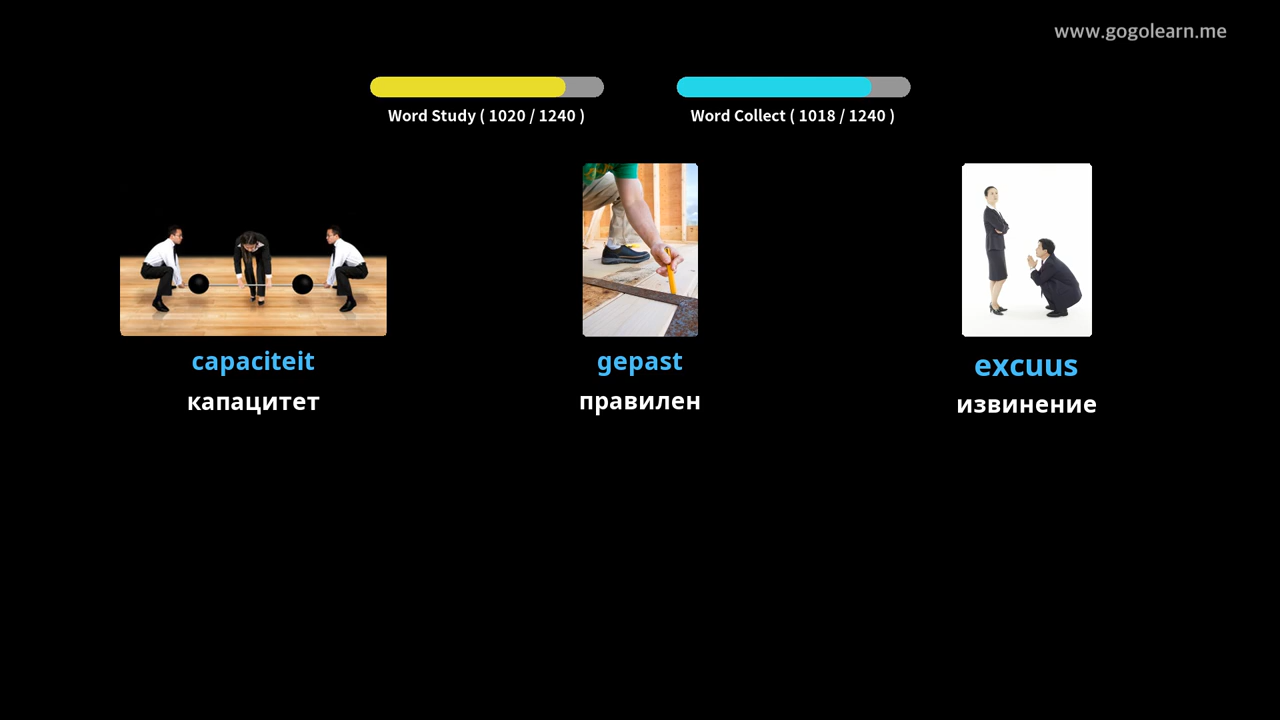 www.gogolearn.me
Word Study ( 1020 / 1240 )
Word Collect ( 1018 / 1240 )
capaciteit
gepast
excuus
капацитет
правилен
извинение